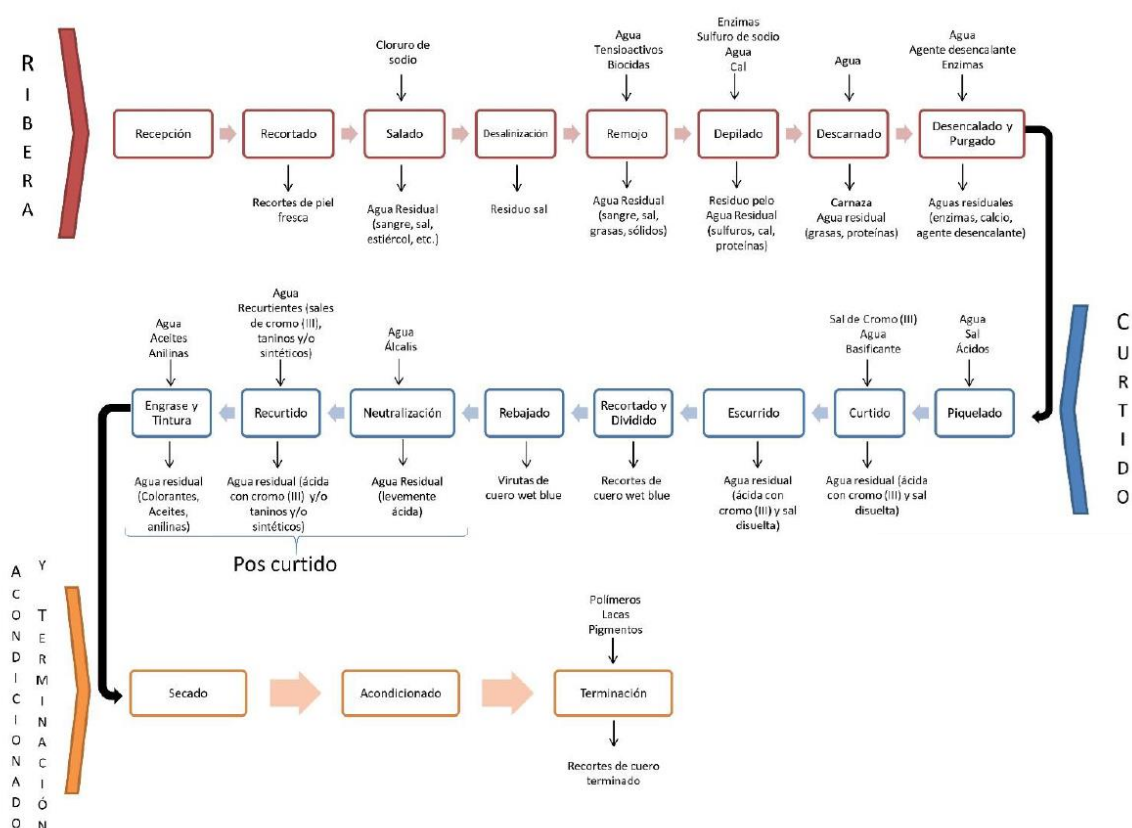 RIBERA
Cloruro de
sodio
Agua
Tensioactivos
Biocidas
Enzimas
Sulfuro de sodio
Agua
Cal
Agua
Agua
Agente desencalante
Enzimas
Recepción
Recortado
Salado
Desalinización
Remojo
Depilado
Descarnado
Desencalado y
Purgado
Recortes de piel
fresca
Agua Residual
(sangre, sal,
estiércol, etc.)
Residuo sal
Agua Residual
(sangre, sal,
grasas, sólidos)
Residuo pelo
Agua Residual
(sulfuros, cal,
proteínas)
Carnaza
Agua residual
(grasas, proteínas)
Aguas residuales
(enzimas, calcio,
agente desencalante)
CURTIDO
Agua
Aceites
Anilinas
Agua
Recurtientes (sales
de cromo (III),
taninos y/o
sintéticos)
Agua
Álcalis
Sal de Cromo (III)
Agua
Basificante
Agua
Sal
Ácidos
Engrase y
Tintura
Recurtido
Neutralización
Rebajado
Recortado y
Dividido
Escurrido
Curtido
Piquelado
Agua residual
(Colorantes,
Aceites,
anilinas)
Agua residual (ácida
con cromo (III) y/o
taninos y/o
sintéticos)
Agua Residual
(levemente
ácida)
Virutas de
cuero wet blue
Recortes de
cuero wet blue
Agua residual
(ácida con
cromo (III) y sal
disuelta)
Agua residual (ácida
con cromo (III) y sal
disuelta)
Pos curtido
ACONDICIONADO
Y TERMINACIÓN
Polímeros
Lacas
Pigmentos
Secado
Acondicionado
Terminación
Recortes de cuero
terminado